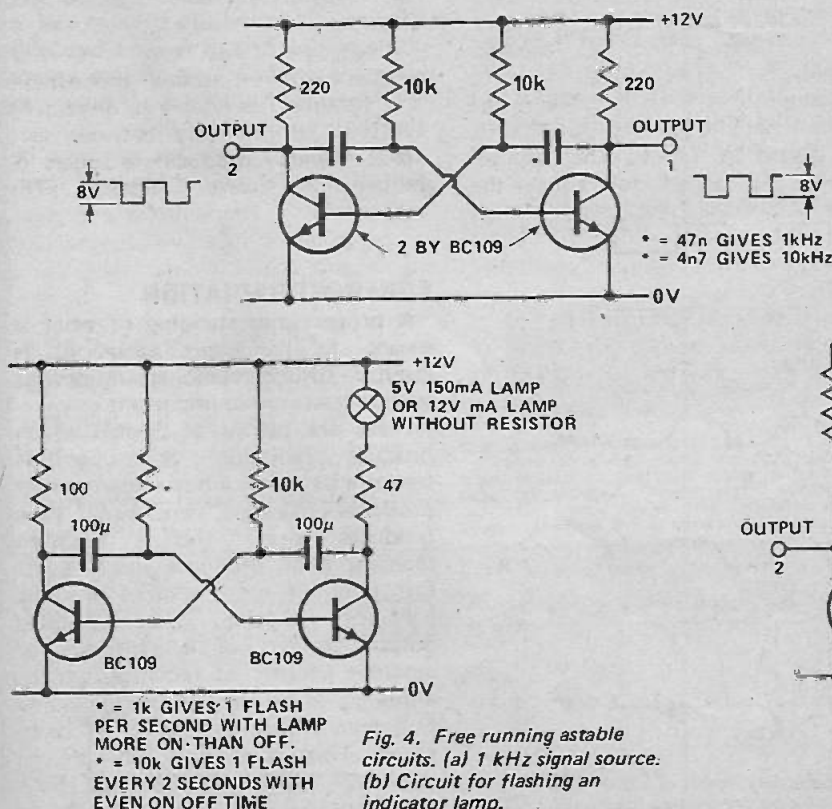 +12V
220
10k
10k
220
OUTPUT
2
OUTPUT
1
8V
8V
*
*
2 BY BC109
* = 47n GIVES 1kHz
* = 4n7 GIVES 10kHz
0V
+12V
5V 150mA LAMP
OR 12V mA LAMP
WITHOUT RESISTOR
100
10k
47
100μ
100μ
BC109
BC109
0V
OUTPUT
2
* = 1k GIVES 1 FLASH
PER SECOND WITH LAMP
MORE ON THAN OFF.
* = 10k GIVES 1 FLASH
EVERY 2 SECONDS WITH
EVEN ON OFF TIME
Fig. 4. Free running astable
circuits. (a) 1 kHz signal source.
(b) Circuit for flashing an
indicator lamp.